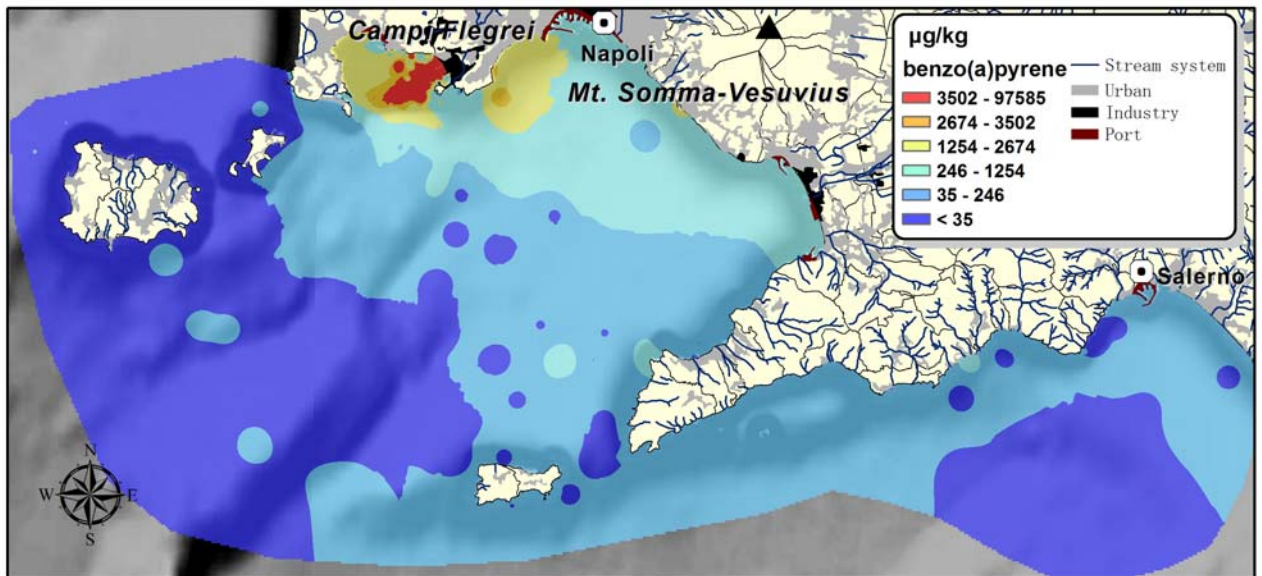 Campi Flegrei
Napoli
Mt. Somma-Vesuvius
Salerno
µg/kg
benzo(a)pyrene
3502 - 97585
2674 - 3502
1254 - 2674
246 - 1254
35 - 246
< 35
Stream system
Urban
Industry
Port
N
W
E
S